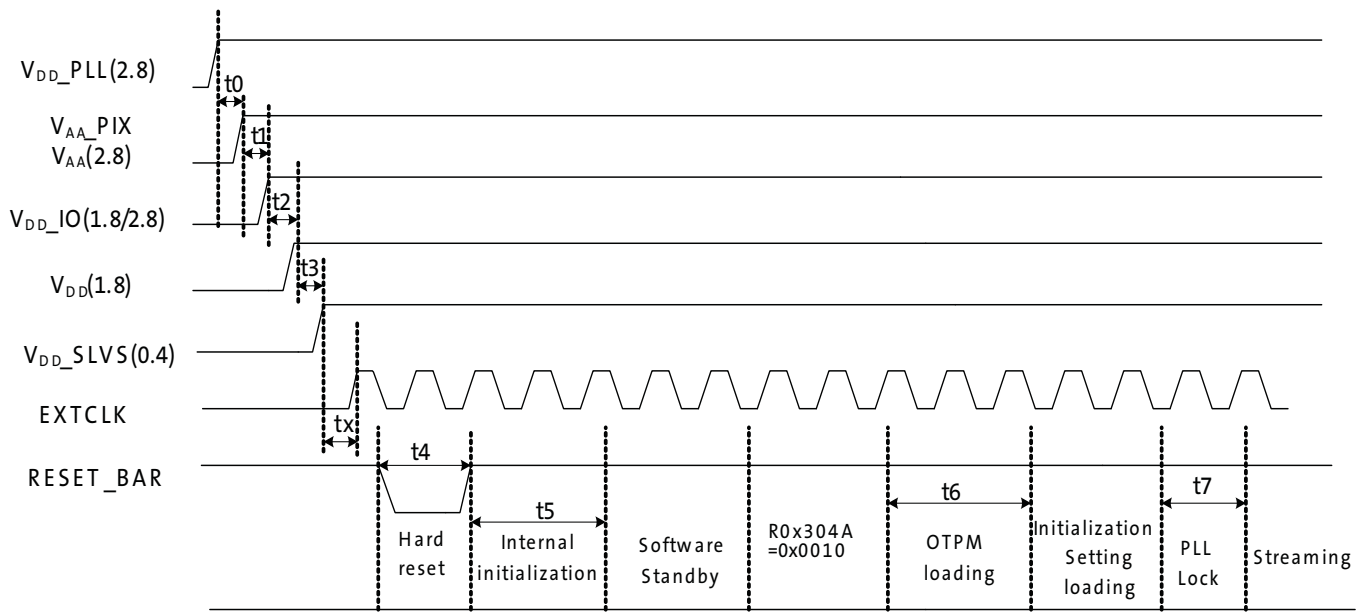 VDD_PLL(2.8)
t0
VAA_PIX
VAA(2.8)
t1
VDD_IO(1.8/2.8)
t2
VDD(1.8)
t3
VDD_SLVS(0.4)
EXTCLK
tx
RESET_BAR
t4
Hard
reset
t5
Internal
initialization
Software
Standby
R0x304A
=0x0010
t6
OTPM
loading
Initialization
Setting
loading
t7
PLL
Lock
Streaming